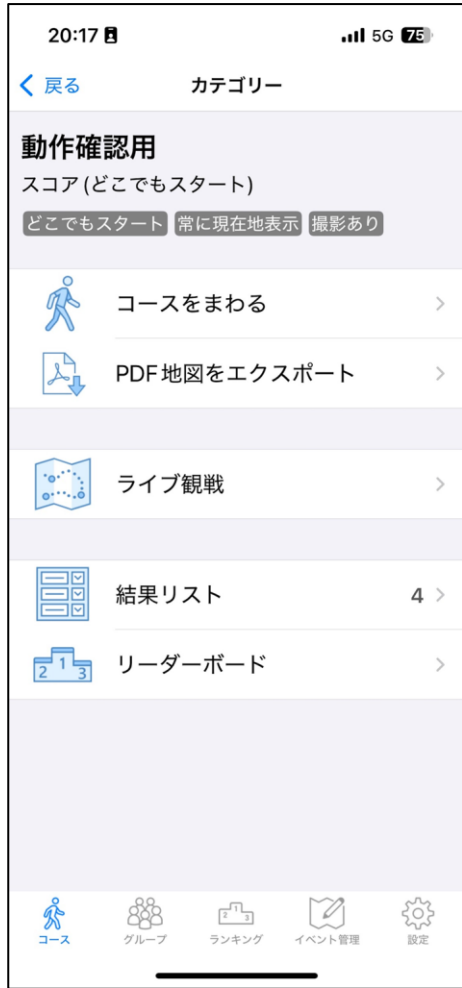 20:17 5G 75
戻る カテゴリー
動作確認用
スコア (どこでもスタート)
どこでもスタート 常に現在地表示 撮影あり
コースをまわる
PDF地図をエクスポート
ライブ観戦
結果リスト 4
2 1 3 リーダーボード
2 1 3
コース グループ ランキング イベント管理 設定